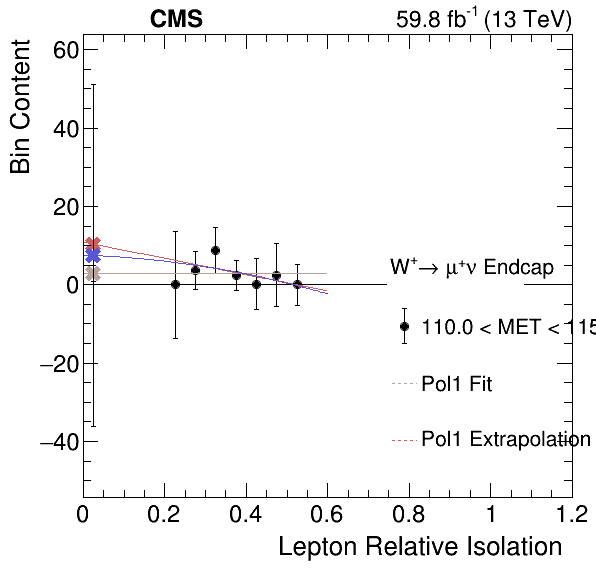 CMS 59.8 fb⁻¹ (13 TeV)
Bin Content
60
40
20
0
−20
−40
W⁺→ μ⁺ν Endcap
110.0 < MET < 115
Pol1 Fit
Pol1 Extrapolation
0 0.2 0.4 0.6 0.8 1 1.2
Lepton Relative Isolation